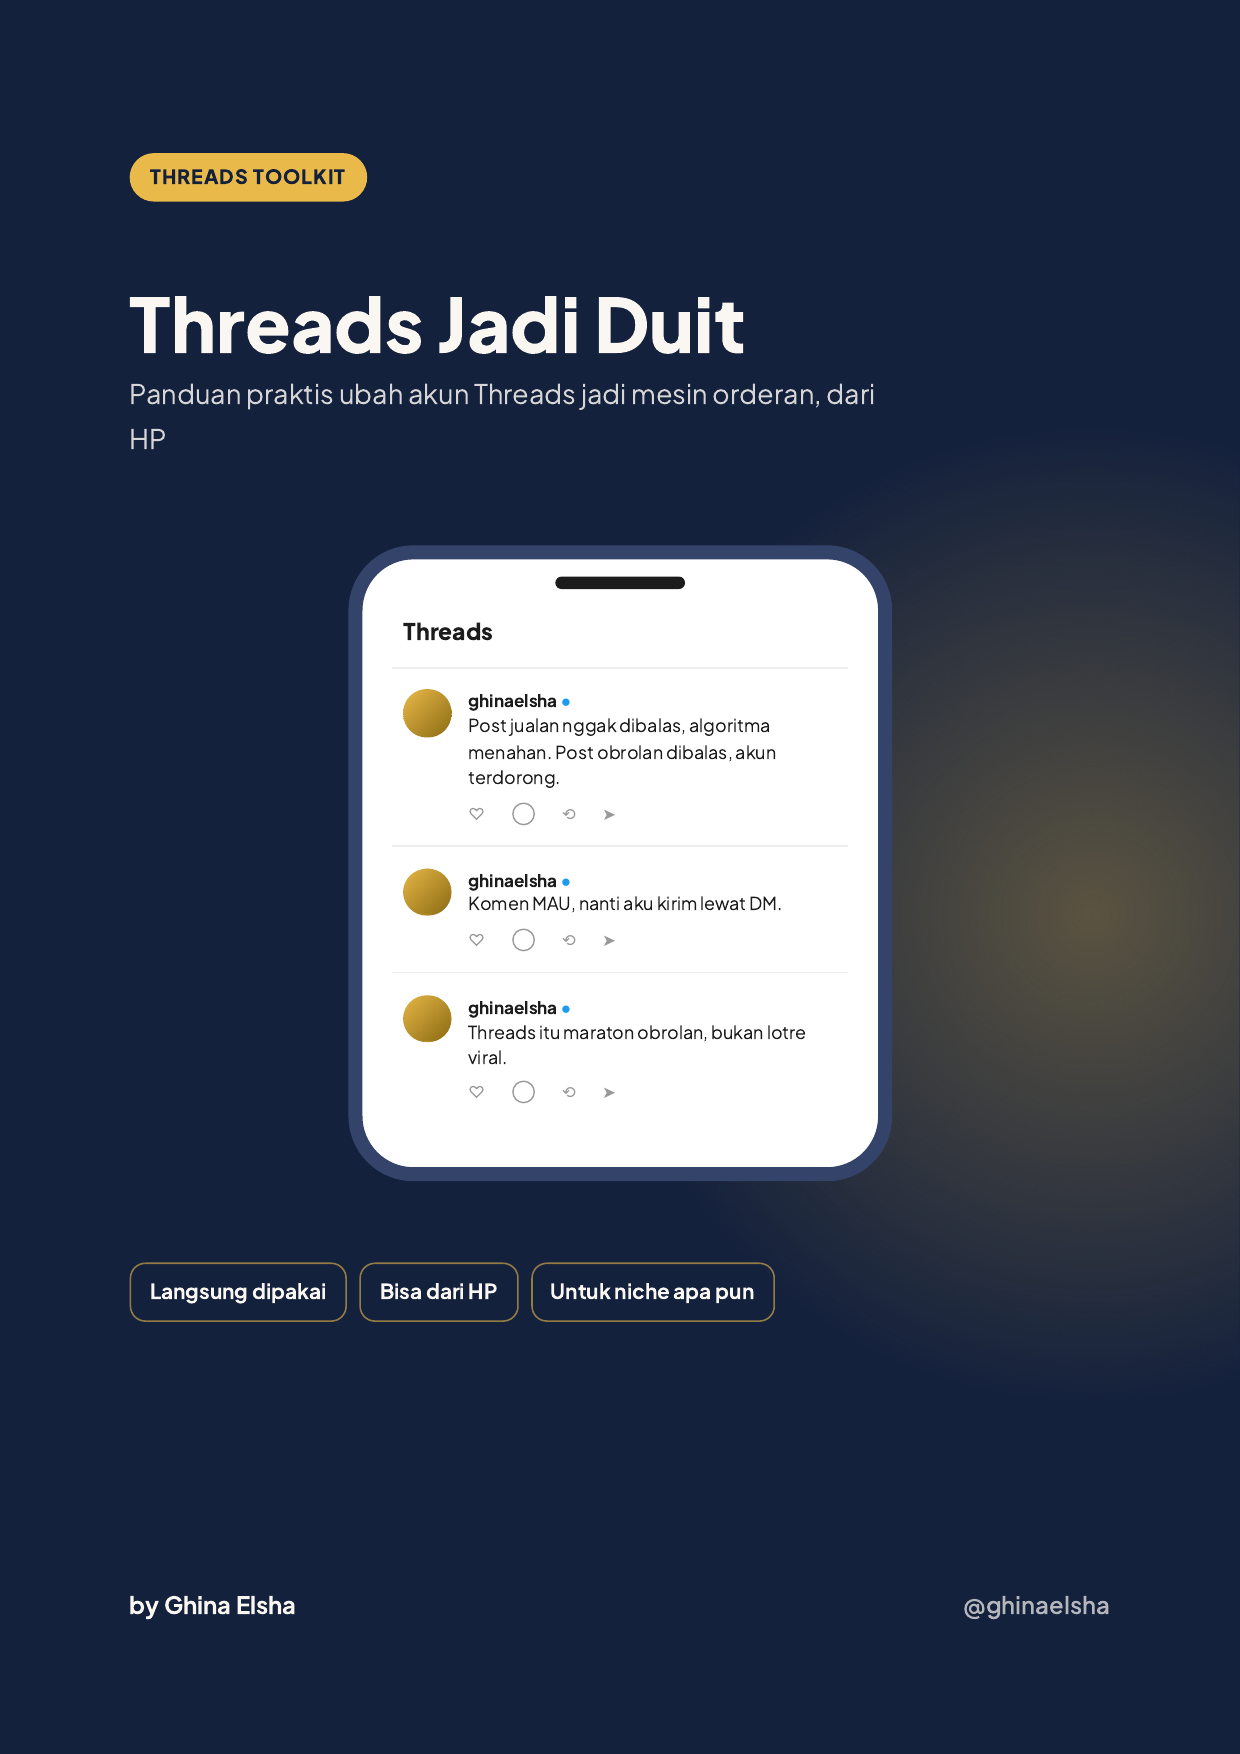 THREADS TOOLKIT
Threads Jadi Duit
Panduan praktis ubah akun Threads jadi mesin orderan, dari
HP
Threads
ghinaelsha
Post jualan nggak dibalas, algoritma
menahan. Post obrolan dibalas, akun
terdorong.
ghinaelsha
Komen MAU, nanti aku kirim lewat DM.
ghinaelsha
Threads itu maraton obrolan, bukan lotre
viral.
Langsung dipakai
Bisa dari HP
Untuk niche apa pun
by Ghina Elsha
@ghinaelsha